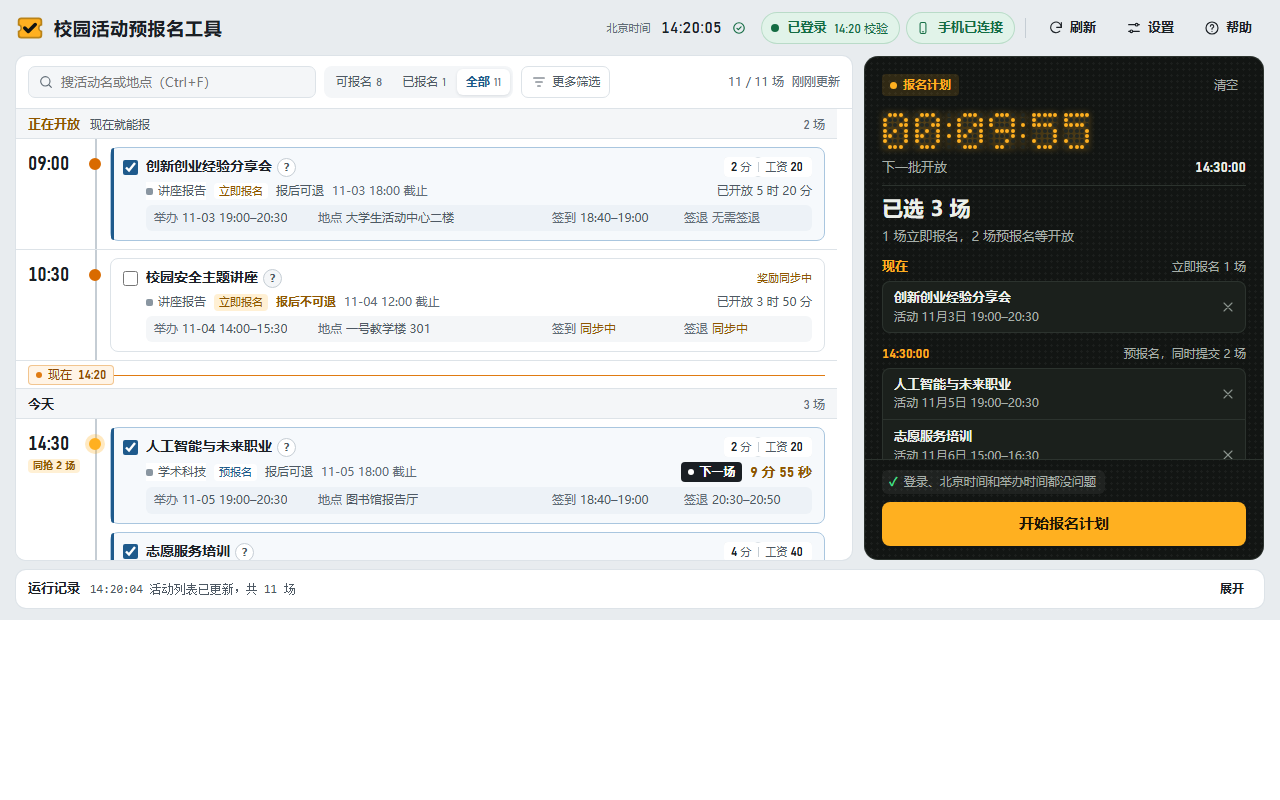 校园活动预报名工具
北京时间 14:20:05 已登录 14:20 校验 手机已连接 刷新 设置 帮助
搜活动名或地点（Ctrl+F） 可报名 8 已报名 1 全部 11 更多筛选 11 / 11 场 刚刚更新
正在开放 现在就能报 2 场
09:00 创新创业经验分享会 ? 2 分 工资 20
讲座报告 立即报名 报后可退 11-03 18:00 截止 已开放 5 时 20 分
举办 11-03 19:00–20:30 地点 大学生活动中心二楼 签到 18:40–19:00 签退 无需签退
10:30 校园安全主题讲座 ? 奖励同步中
讲座报告 立即报名 报后不可退 11-04 12:00 截止 已开放 3 时 50 分
举办 11-04 14:00–15:30 地点 一号教学楼 301 签到 同步中 签退 同步中
现在 14:20
今天 3 场
14:30 人工智能与未来职业 ? 2 分 工资 20
同抢 2 场 学术科技 预报名 报后可退 11-05 18:00 截止 下一场 9 分 55 秒
举办 11-05 19:00–20:30 地点 图书馆报告厅 签到 18:40–19:00 签退 20:30–20:50
志愿服务培训 ? 4 分 工资 40
报名计划 清空
00:09:55
下一批开放 14:30:00
已选 3 场
1 场立即报名，2 场预报名等开放
现在 立即报名 1 场
创新创业经验分享会
活动 11月3日 19:00–20:30
14:30:00 预报名，同时提交 2 场
人工智能与未来职业
活动 11月5日 19:00–20:30
志愿服务培训
活动 11月6日 15:00–16:30
登录、北京时间和举办时间都没问题
开始报名计划
运行记录 14:20:04 活动列表已更新，共 11 场 展开